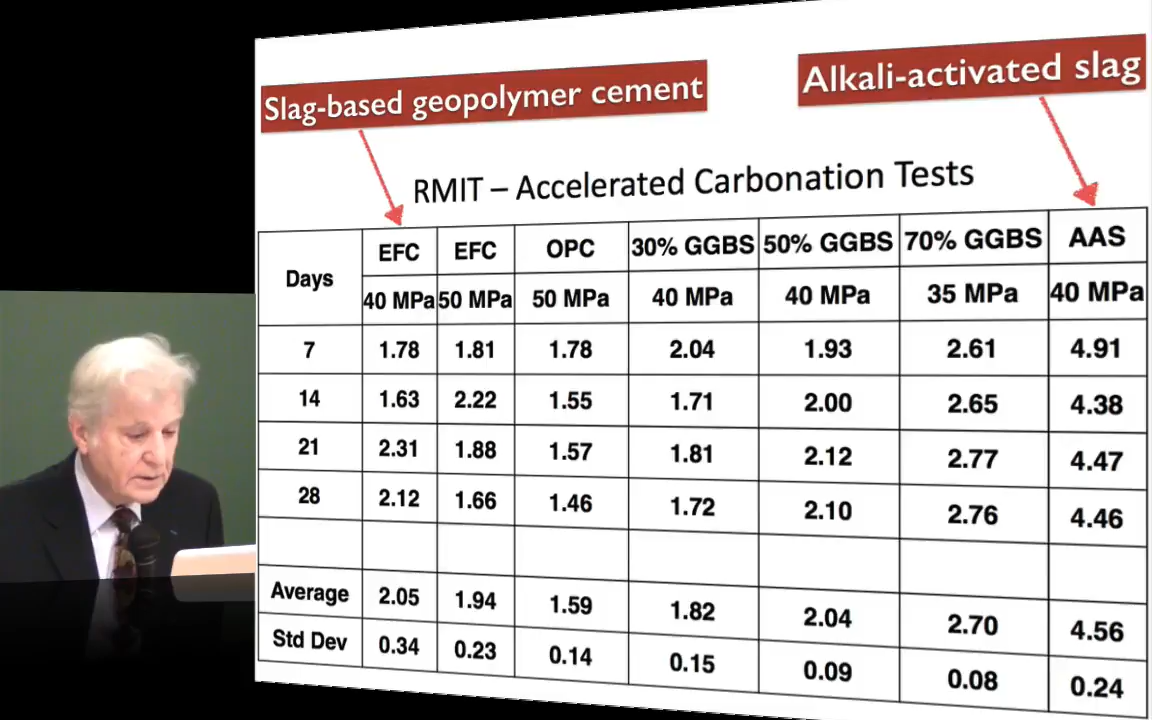 Slag-based geopolymer cement
Alkali-activated slag
RMIT – Accelerated Carbonation Tests
Days EFC EFC OPC 30% GGBS 50% GGBS 70% GGBS AAS
40 MPa 50 MPa 50 MPa 40 MPa 40 MPa 35 MPa 40 MPa
7 1.78 1.81 1.78 2.04 1.93 2.61 4.91
14 1.63 2.22 1.55 1.71 2.00 2.65 4.38
21 2.31 1.88 1.57 1.81 2.12 2.77 4.47
28 2.12 1.66 1.46 1.72 2.10 2.76 4.46
Average 2.05 1.94 1.59 1.82 2.04 2.70 4.56
Std Dev 0.34 0.23 0.14 0.15 0.09 0.08 0.24